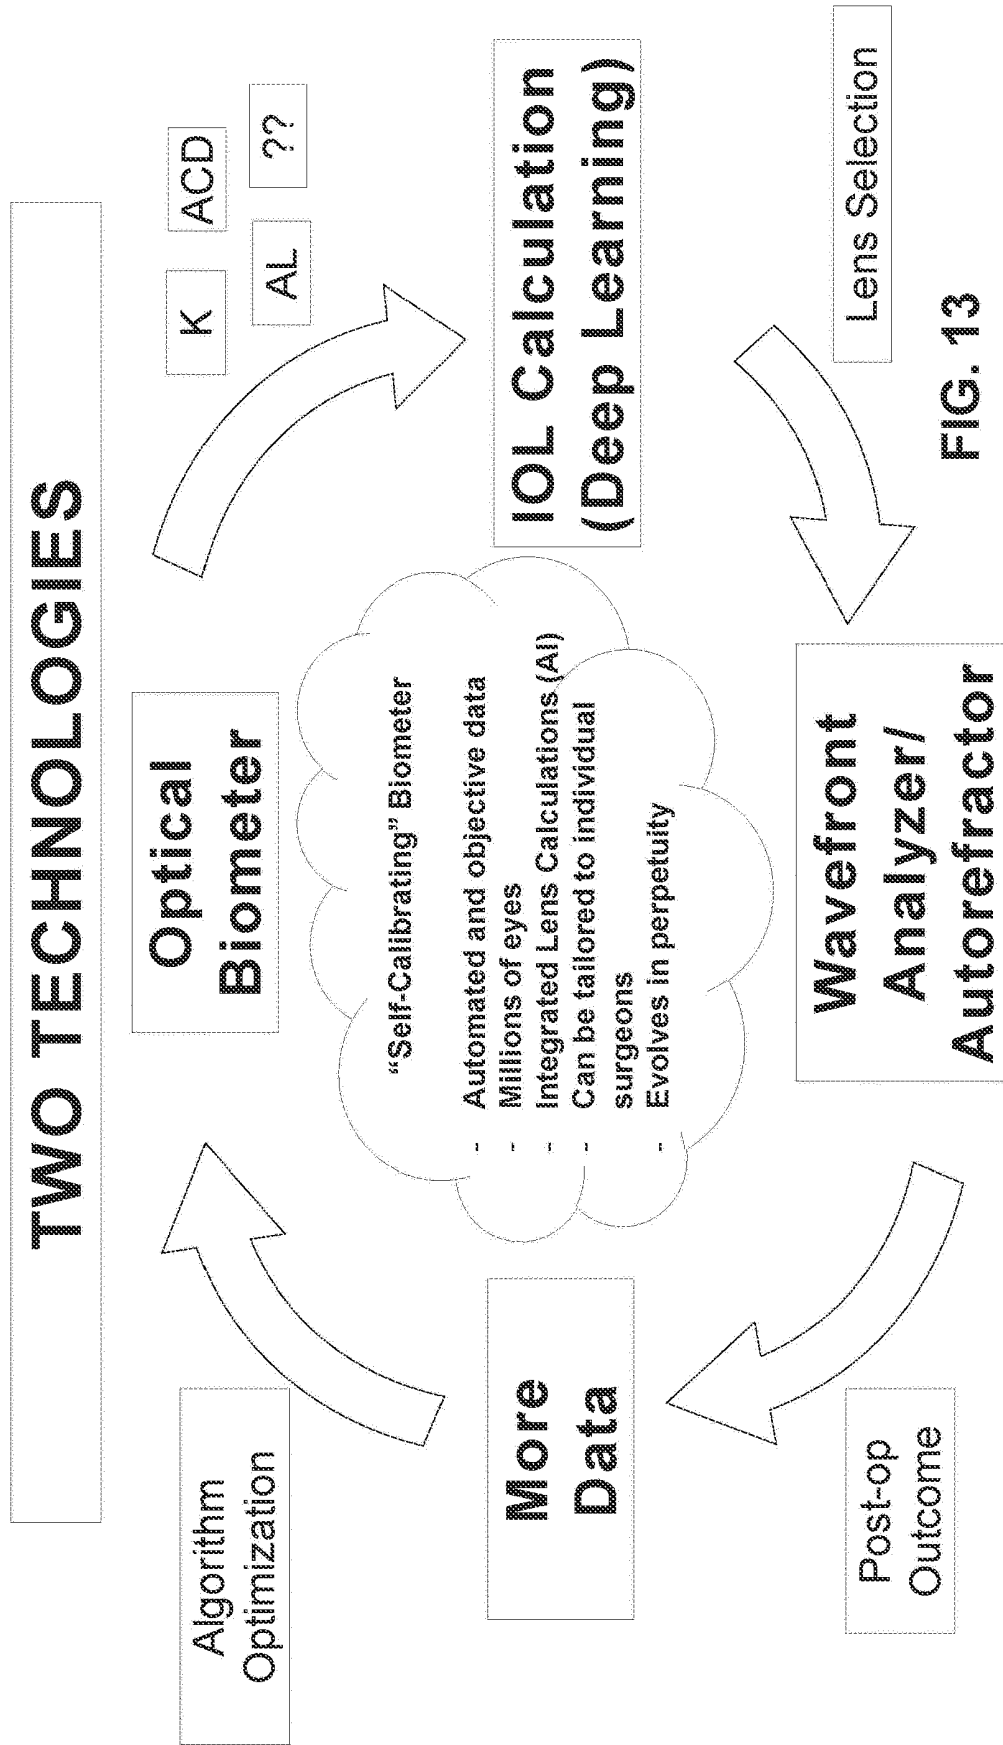 TWO TECHNOLOGIES
Optical
Biometer
K
ACD
AL
??
IOL Calculation
(Deep Learning)
Lens Selection
Wavefront
Analyzer/
Autorefractor
Post-op
Outcome
More
Data
Algorithm
Optimization
“Self-Calibrating” Biometer
- Automated and objective data
- Millions of eyes
- Integrated Lens Calculations (AI)
- Can be tailored to individual
surgeons
- Evolves in perpetuity
FIG. 13